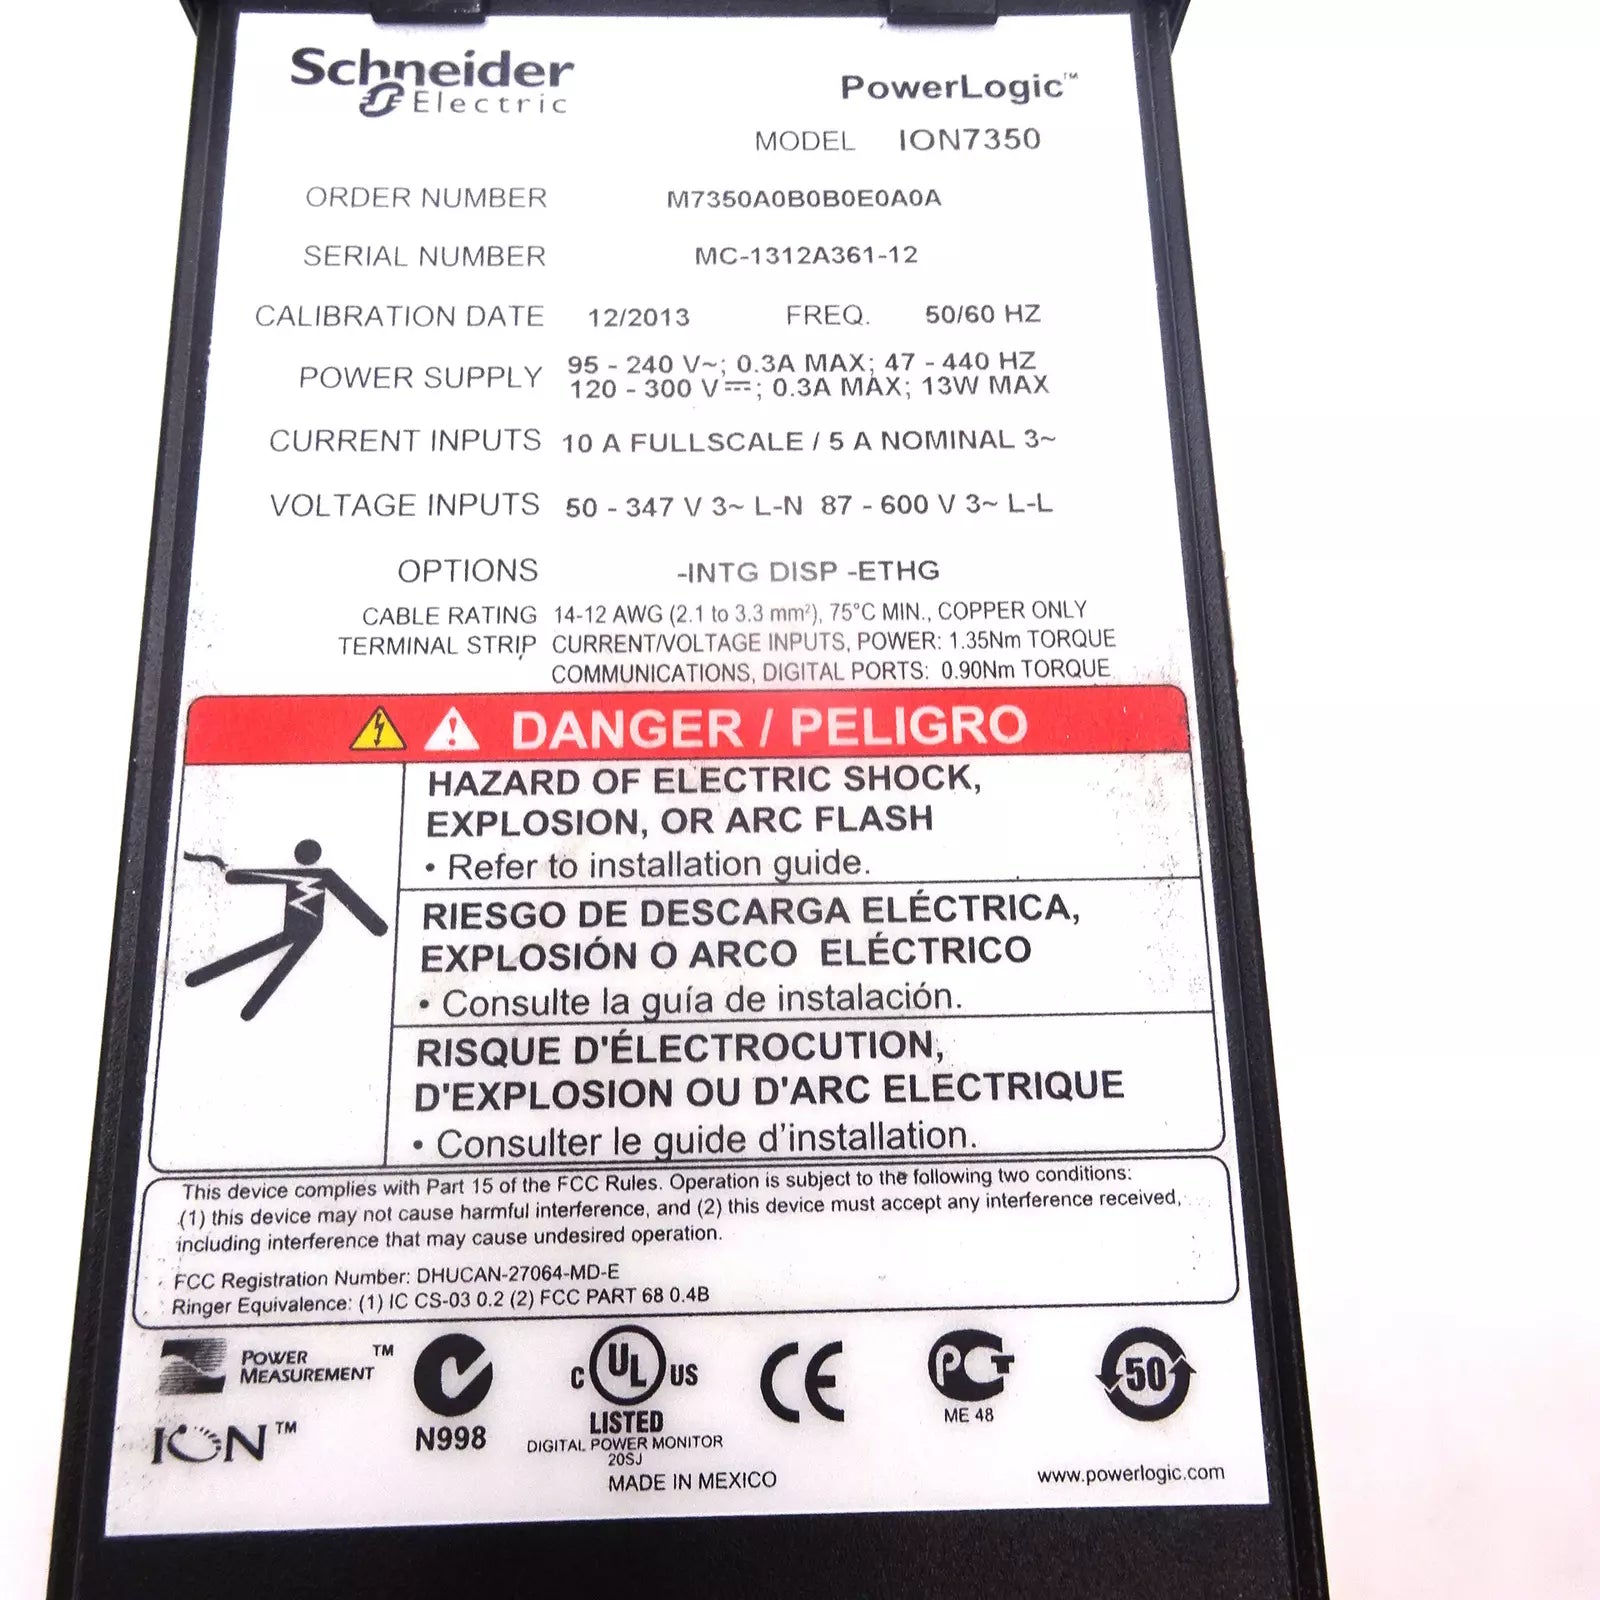 Schneider
Electric
PowerLogic™
MODEL ION7350
ORDER NUMBER M7350A0B0B0E0A0A
SERIAL NUMBER MC-1312A361-12
CALIBRATION DATE 12/2013 FREQ. 50/60 HZ
POWER SUPPLY 95 - 240 V~; 0.3A MAX; 47 - 440 HZ
120 - 300 V⎓; 0.3A MAX; 13W MAX
CURRENT INPUTS 10 A FULLSCALE / 5 A NOMINAL 3~
VOLTAGE INPUTS 50 - 347 V 3~ L-N 87 - 600 V 3~ L-L
OPTIONS -INTG DISP -ETHG
CABLE RATING 14-12 AWG (2.1 to 3.3 mm²), 75°C MIN., COPPER ONLY
TERMINAL STRIP CURRENT/VOLTAGE INPUTS, POWER: 1.35Nm TORQUE
COMMUNICATIONS, DIGITAL PORTS: 0.90Nm TORQUE
DANGER / PELIGRO
HAZARD OF ELECTRIC SHOCK,
EXPLOSION, OR ARC FLASH
• Refer to installation guide.
RIESGO DE DESCARGA ELÉCTRICA,
EXPLOSIÓN O ARCO ELÉCTRICO
• Consulte la guía de instalación.
RISQUE D'ÉLECTROCUTION,
D'EXPLOSION OU D'ARC ELECTRIQUE
• Consulter le guide d'installation.
This device complies with Part 15 of the FCC Rules. Operation is subject to the following two conditions:
(1) this device may not cause harmful interference, and (2) this device must accept any interference received,
including interference that may cause undesired operation.
FCC Registration Number: DHUCAN-27064-MD-E
Ringer Equivalence: (1) IC CS-03 0.2 (2) FCC PART 68 0.4B
POWER ™
MEASUREMENT
ION™
N998
C UL US
LISTED
DIGITAL POWER MONITOR
20SJ
MADE IN MEXICO
CE
PCT
ME 48
50
www.powerlogic.com